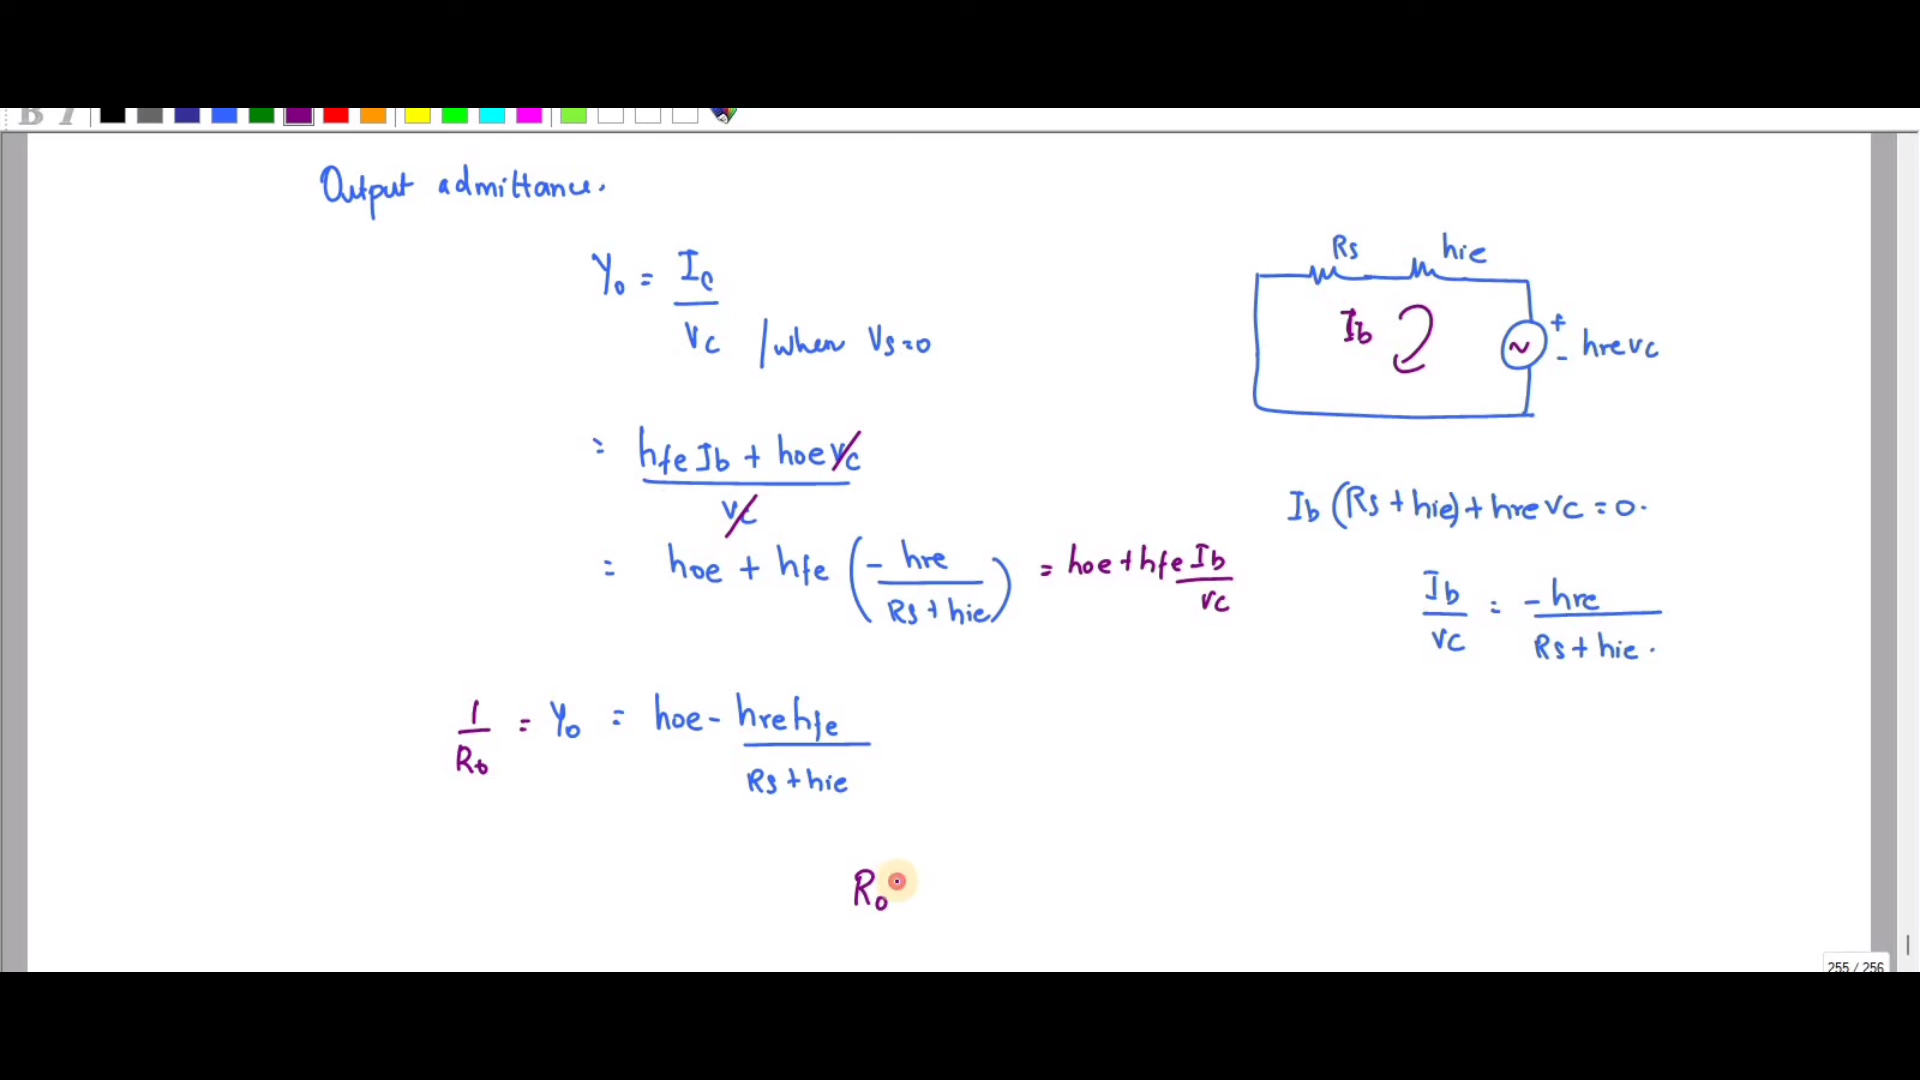 B I
Output admittance.
Yo = Ic / Vc | when Vs=0
Rs hie
Ib
+ - hrevc
= hfe Ib + hoe Vc / Vc
Ib (Rs + hie) + hre vc = 0.
= hoe + hfe ( - hre / Rs + hie ) = hoe + hfe Ib / vc
Ib / vc = - hre / Rs + hie .
1 / Ro = Yo = hoe - hre hfe / Rs + hie
Ro
255 / 256